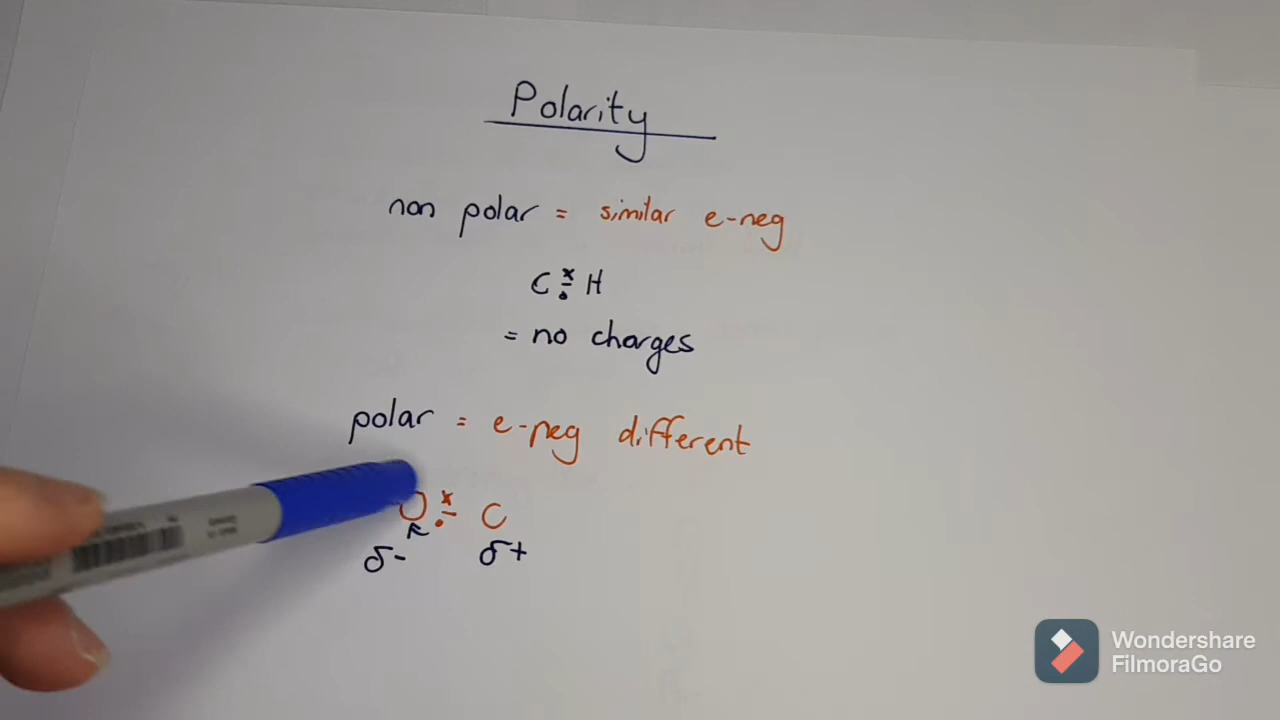 Polarity
non polar = similar e-neg
C x - • H
= no charges
polar = e-neg different
O x - • C
δ- δ+
Wondershare
FilmoraGo